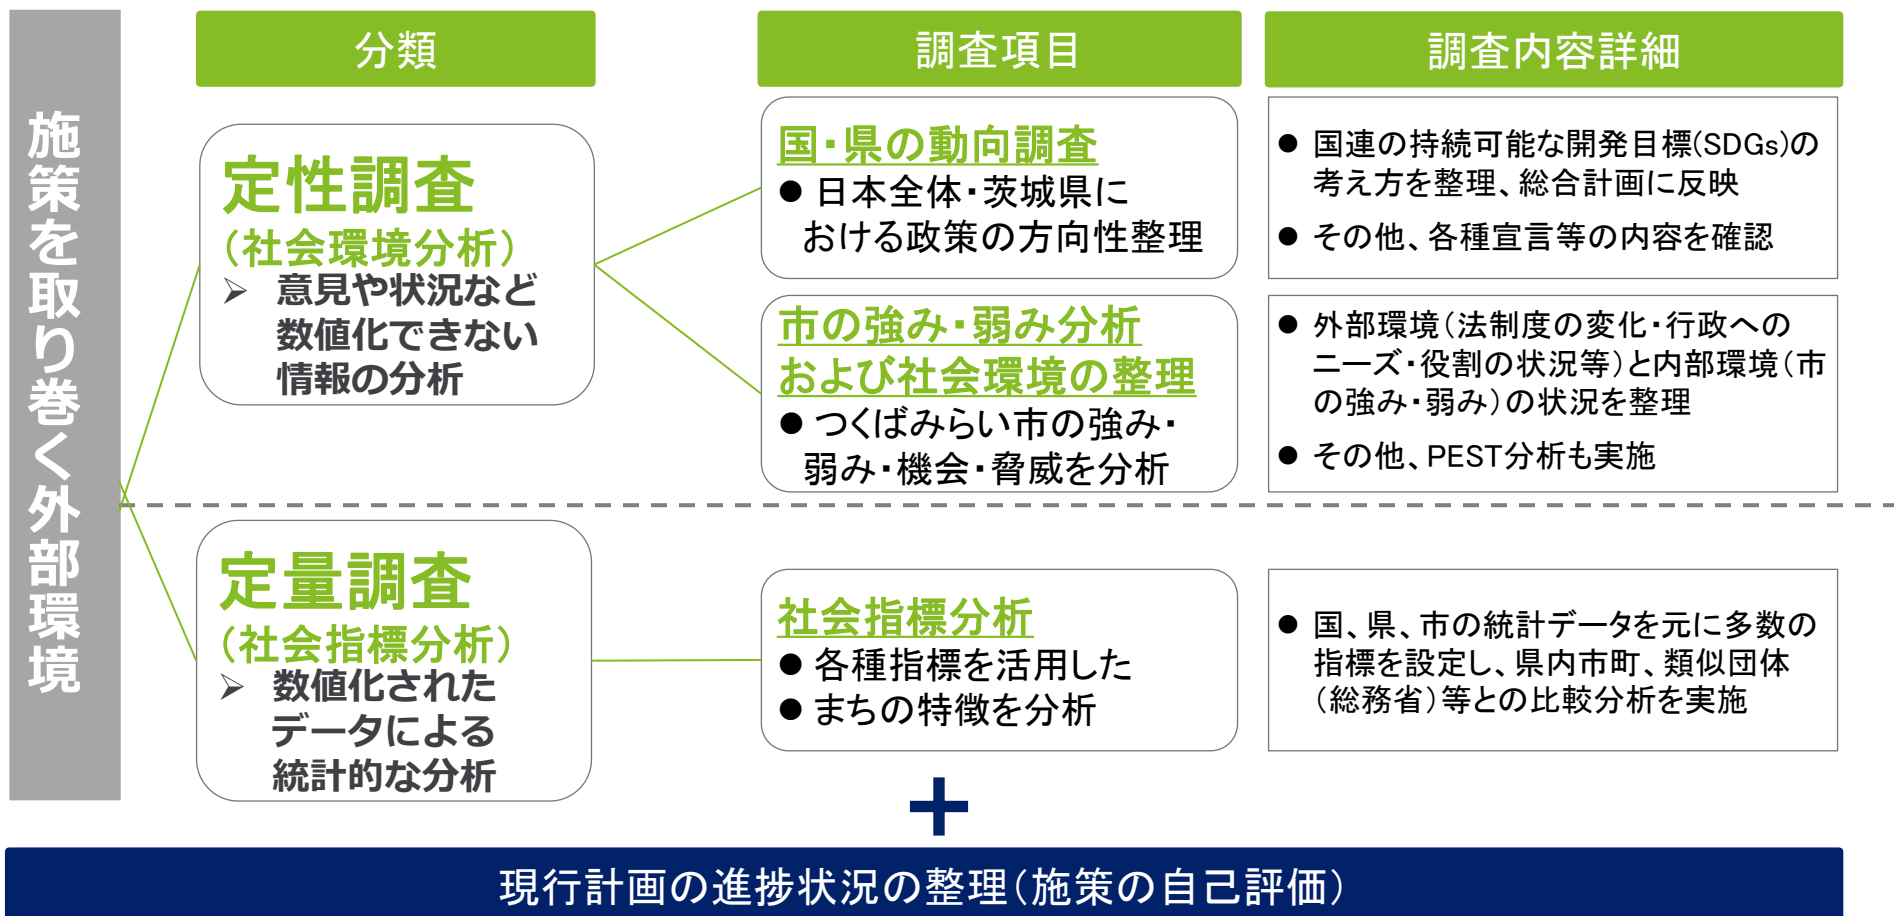 施策を取り巻く外部環境
分類
調査項目
調査内容詳細
定性調査
（社会環境分析）
➢ 意見や状況など
数値化できない
情報の分析
国・県の動向調査
● 日本全体・茨城県に
おける政策の方向性整理
● 国連の持続可能な開発目標(SDGs)の
考え方を整理、総合計画に反映
● その他、各種宣言等の内容を確認
市の強み・弱み分析
および社会環境の整理
● つくばみらい市の強み・
弱み・機会・脅威を分析
● 外部環境（法制度の変化・行政への
ニーズ・役割の状況等）と内部環境（市
の強み・弱み）の状況を整理
● その他、PEST分析も実施
定量調査
（社会指標分析）
➢ 数値化された
データによる
統計的な分析
社会指標分析
● 各種指標を活用した
● まちの特徴を分析
● 国、県、市の統計データを元に多数の
指標を設定し、県内市町、類似団体
（総務省）等との比較分析を実施
+
現行計画の進捗状況の整理（施策の自己評価）